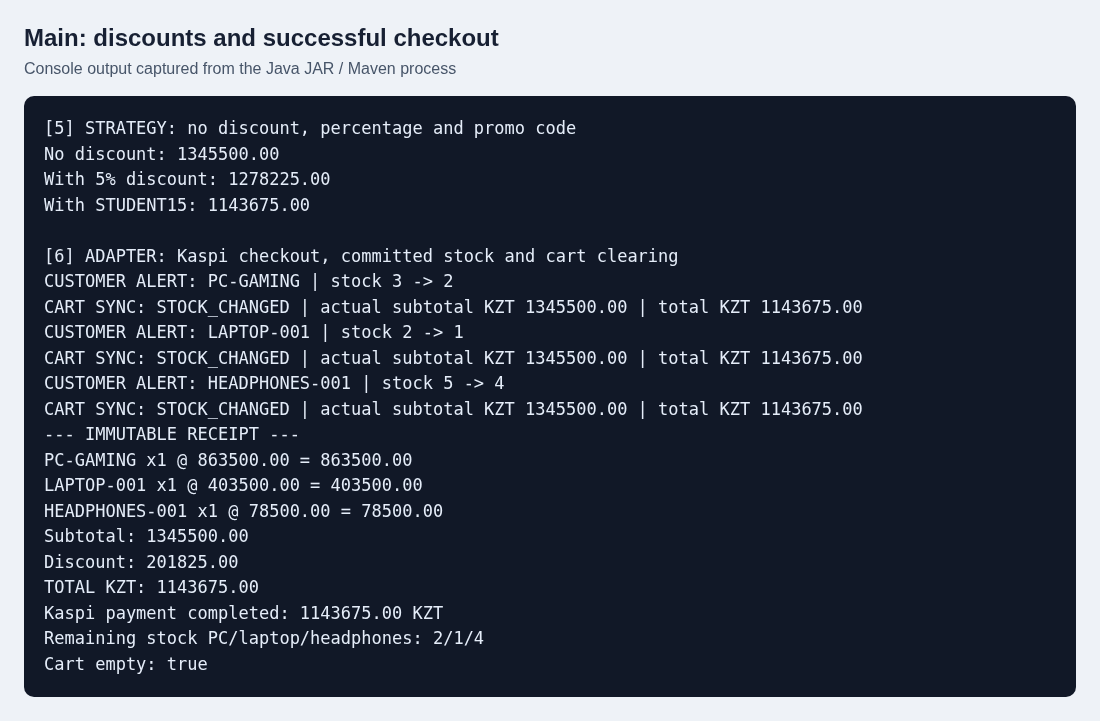 Main: discounts and successful checkout
Console output captured from the Java JAR / Maven process
[5] STRATEGY: no discount, percentage and promo code
No discount: 1345500.00
With 5% discount: 1278225.00
With STUDENT15: 1143675.00
[6] ADAPTER: Kaspi checkout, committed stock and cart clearing
CUSTOMER ALERT: PC-GAMING | stock 3 -> 2
CART SYNC: STOCK_CHANGED | actual subtotal KZT 1345500.00 | total KZT 1143675.00
CUSTOMER ALERT: LAPTOP-001 | stock 2 -> 1
CART SYNC: STOCK_CHANGED | actual subtotal KZT 1345500.00 | total KZT 1143675.00
CUSTOMER ALERT: HEADPHONES-001 | stock 5 -> 4
CART SYNC: STOCK_CHANGED | actual subtotal KZT 1345500.00 | total KZT 1143675.00
--- IMMUTABLE RECEIPT ---
PC-GAMING x1 @ 863500.00 = 863500.00
LAPTOP-001 x1 @ 403500.00 = 403500.00
HEADPHONES-001 x1 @ 78500.00 = 78500.00
Subtotal: 1345500.00
Discount: 201825.00
TOTAL KZT: 1143675.00
Kaspi payment completed: 1143675.00 KZT
Remaining stock PC/laptop/headphones: 2/1/4
Cart empty: true